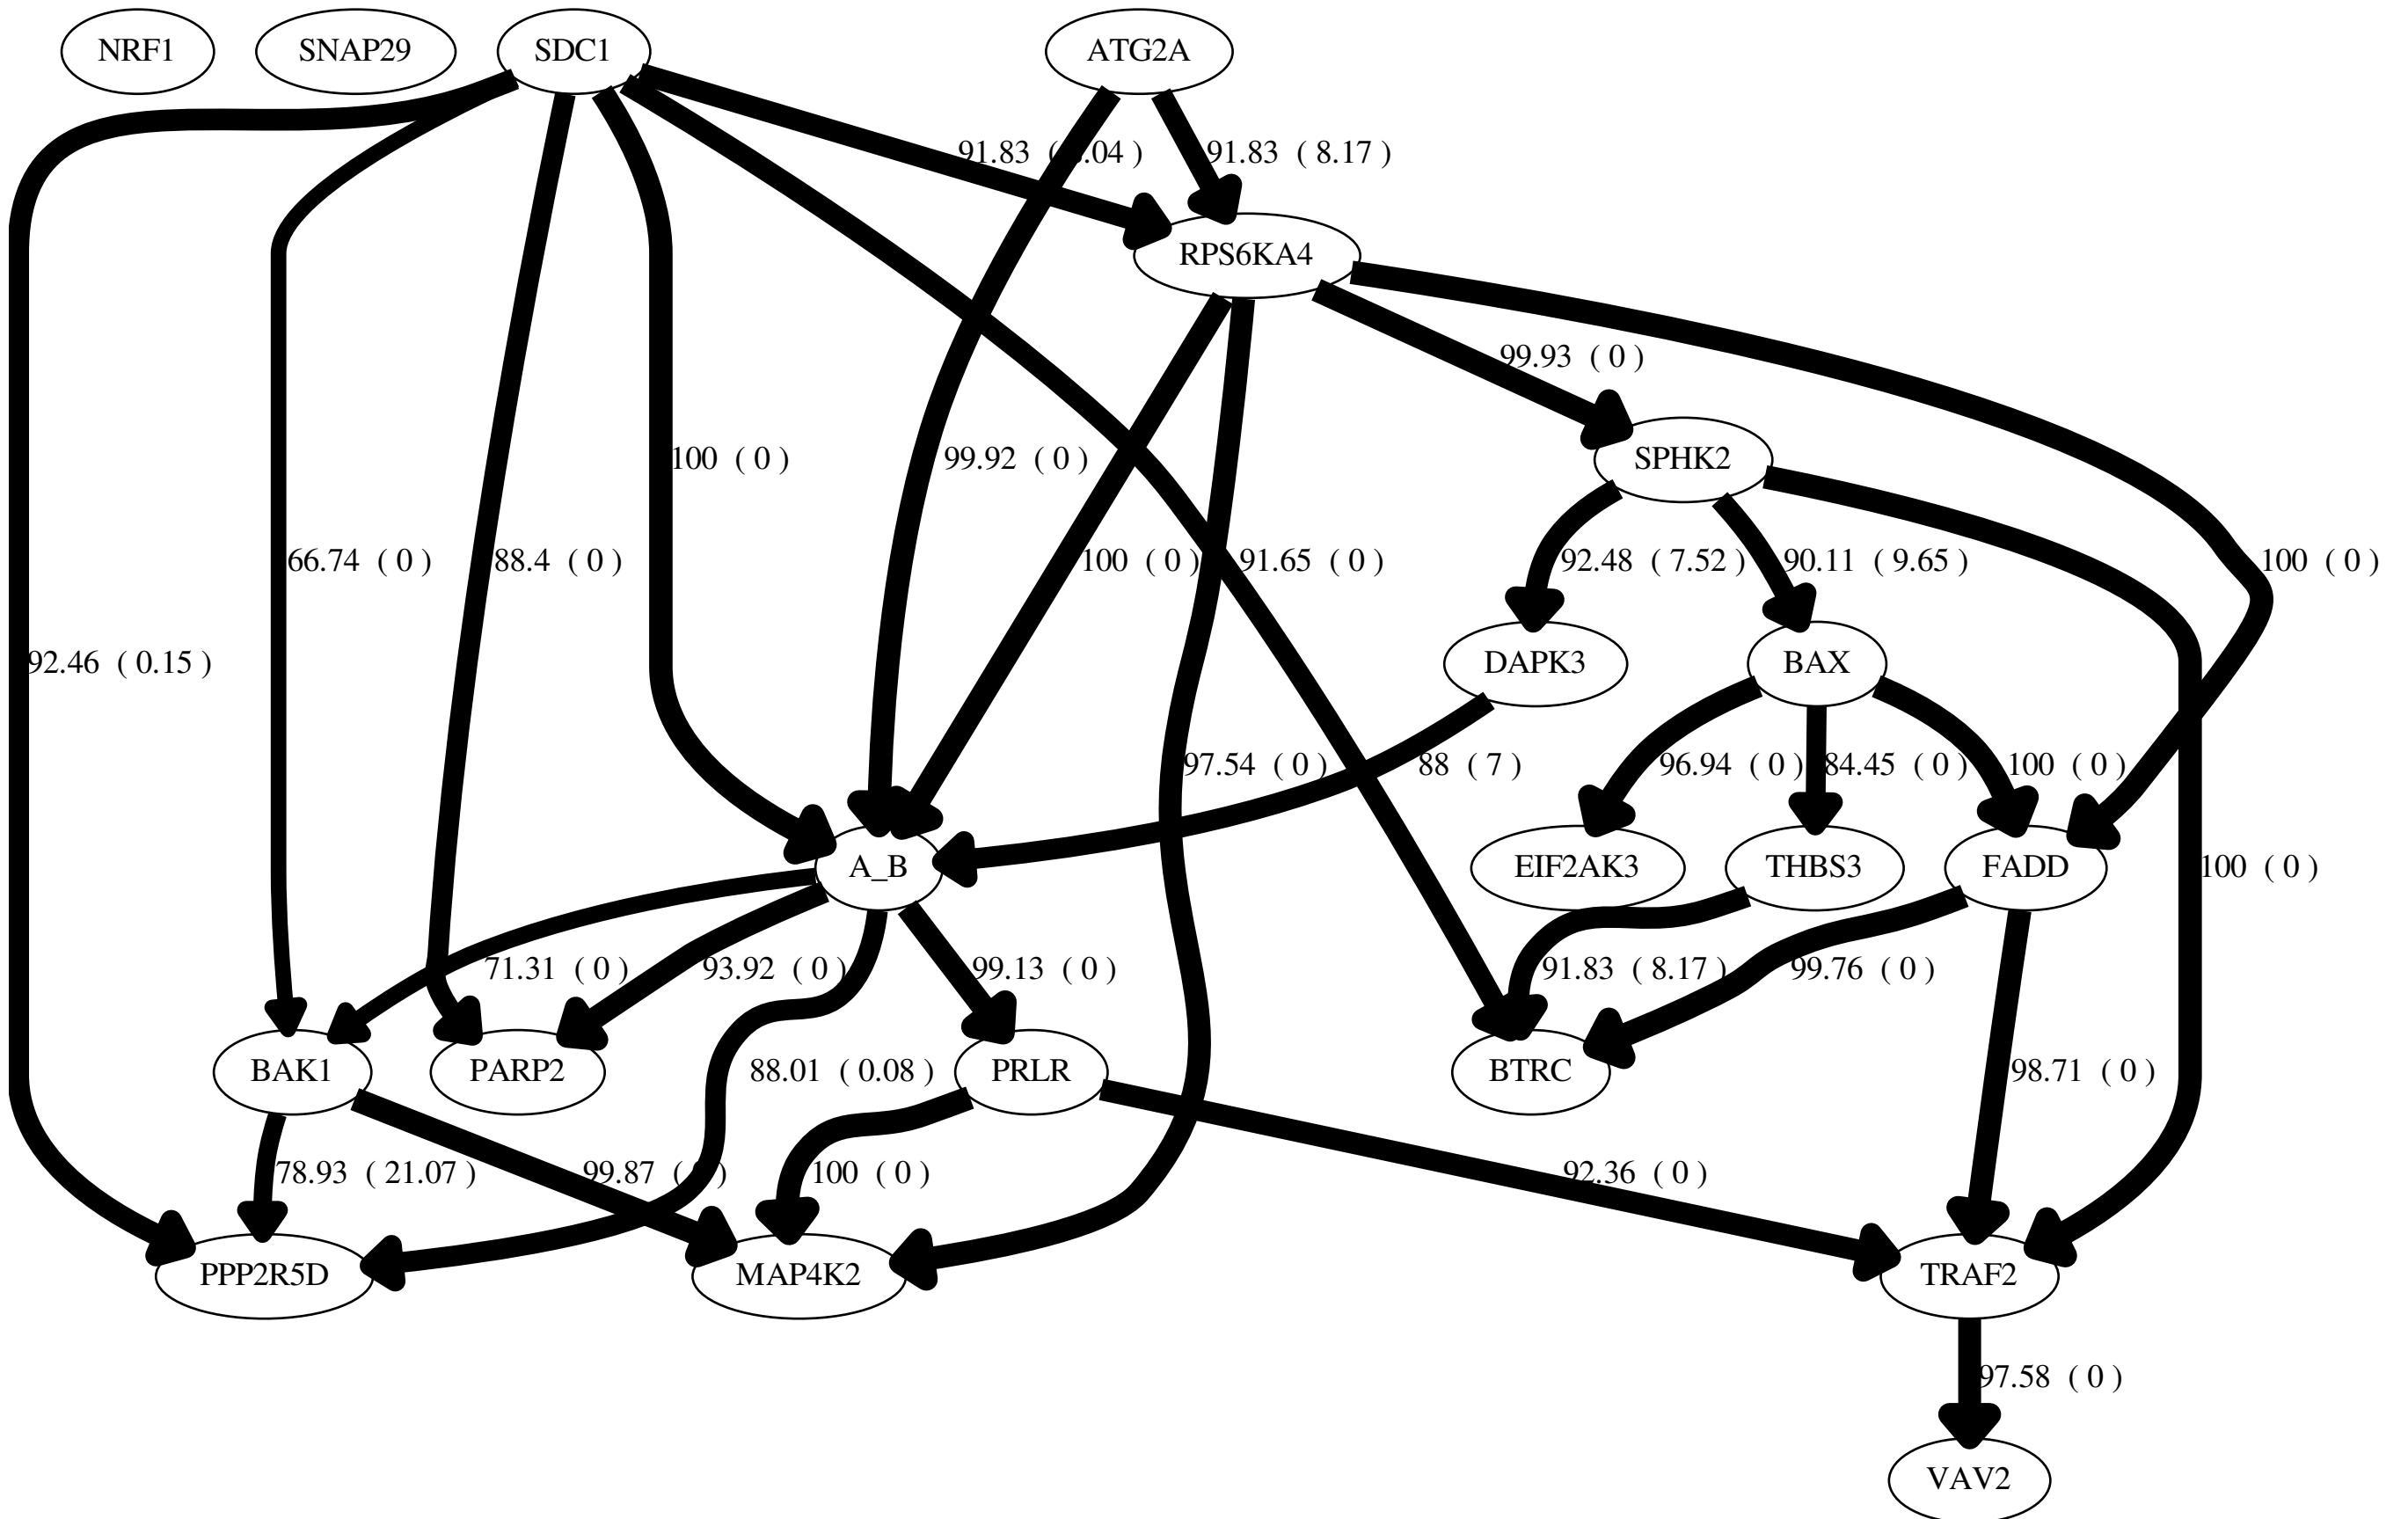 NRF1 SNAP29 SDC1 ATG2A
91.83 ( .04 ) 91.83 ( 8.17 )
RPS6KA4
99.93 ( 0 )
100 ( 0 ) 99.92 ( 0 ) SPHK2
66.74 ( 0 ) 88.4 ( 0 ) 100 ( 0 ) 91.65 ( 0 ) 92.48 ( 7.52 ) 90.11 ( 9.65 ) 100 ( 0 )
92.46 ( 0.15 ) DAPK3 BAX
97.54 ( 0 ) 88 ( 7 ) 96.94 ( 0 ) 84.45 ( 0 ) 100 ( 0 )
A_B EIF2AK3 THBS3 FADD 100 ( 0 )
71.31 ( 0 ) 93.92 ( 0 ) 99.13 ( 0 ) 91.83 ( 8.17 ) 99.76 ( 0 )
BAK1 PARP2 88.01 ( 0.08 ) PRLR BTRC 98.71 ( 0 )
78.93 ( 21.07 ) 99.87 ( ) 100 ( 0 ) 92.36 ( 0 )
PPP2R5D MAP4K2 TRAF2
97.58 ( 0 )
VAV2